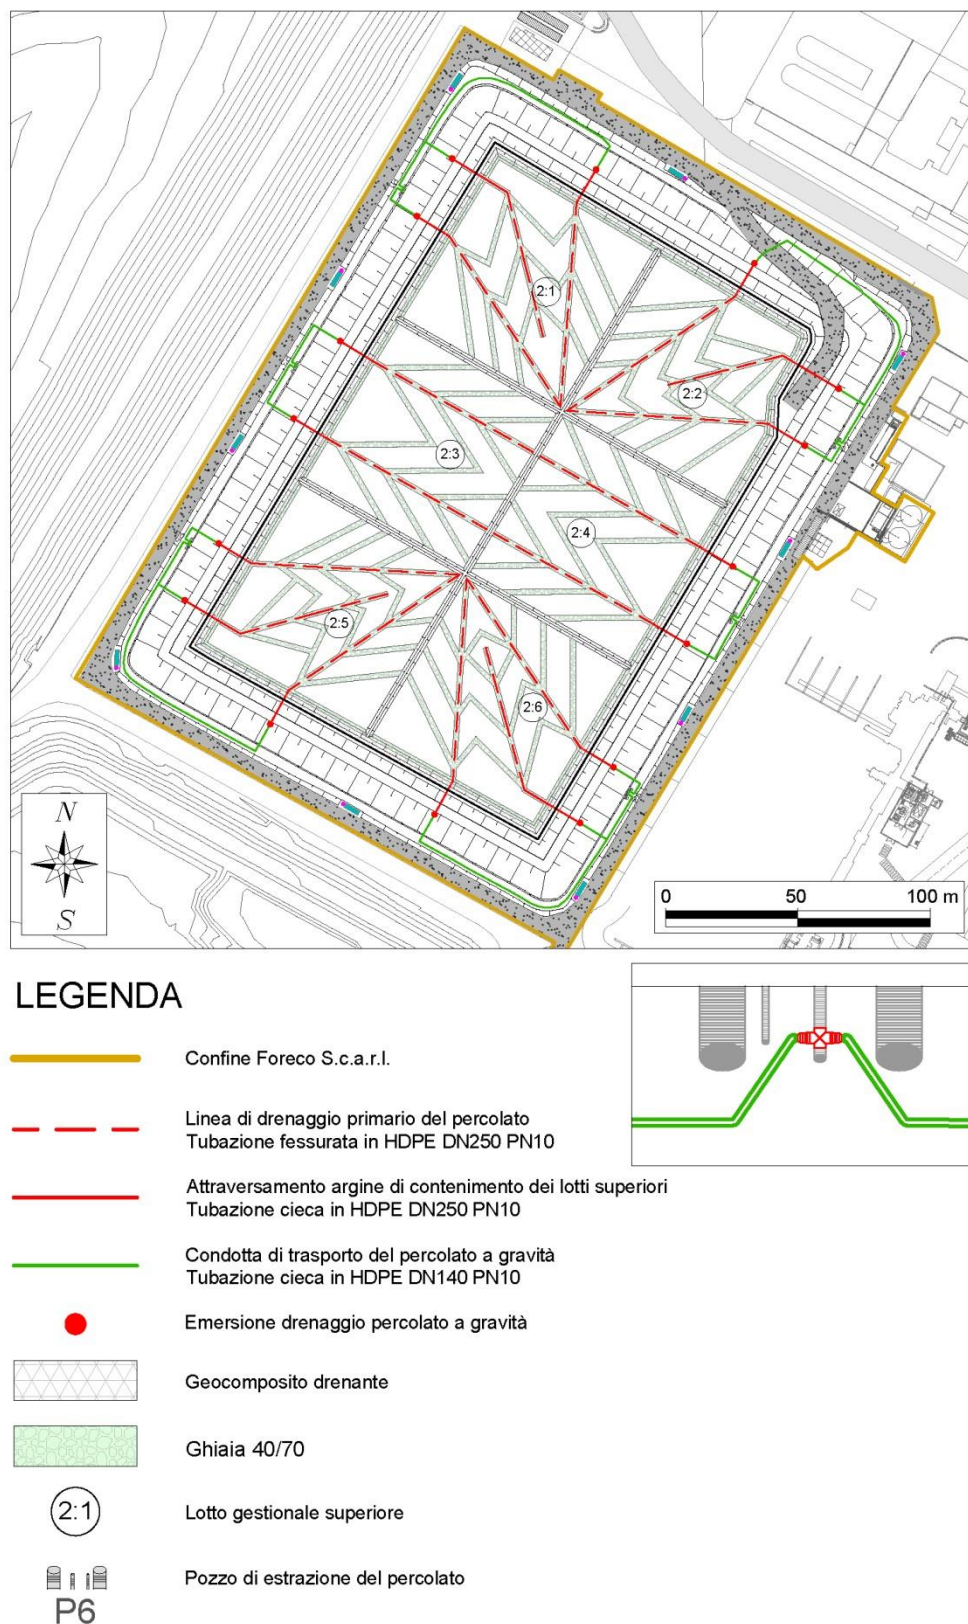 2:1
2:2
2:3
2:4
2:5
2:6
N
S
0 50 100 m
LEGENDA
Confine Foreco S.c.a.r.l.
Linea di drenaggio primario del percolato
Tubazione fessurata in HDPE DN250 PN10
Attraversamento argine di contenimento dei lotti superiori
Tubazione cieca in HDPE DN250 PN10
Condotta di trasporto del percolato a gravità
Tubazione cieca in HDPE DN140 PN10
Emersione drenaggio percolato a gravità
Geocomposito drenante
Ghiaia 40/70
2:1 Lotto gestionale superiore
Pozzo di estrazione del percolato
P6